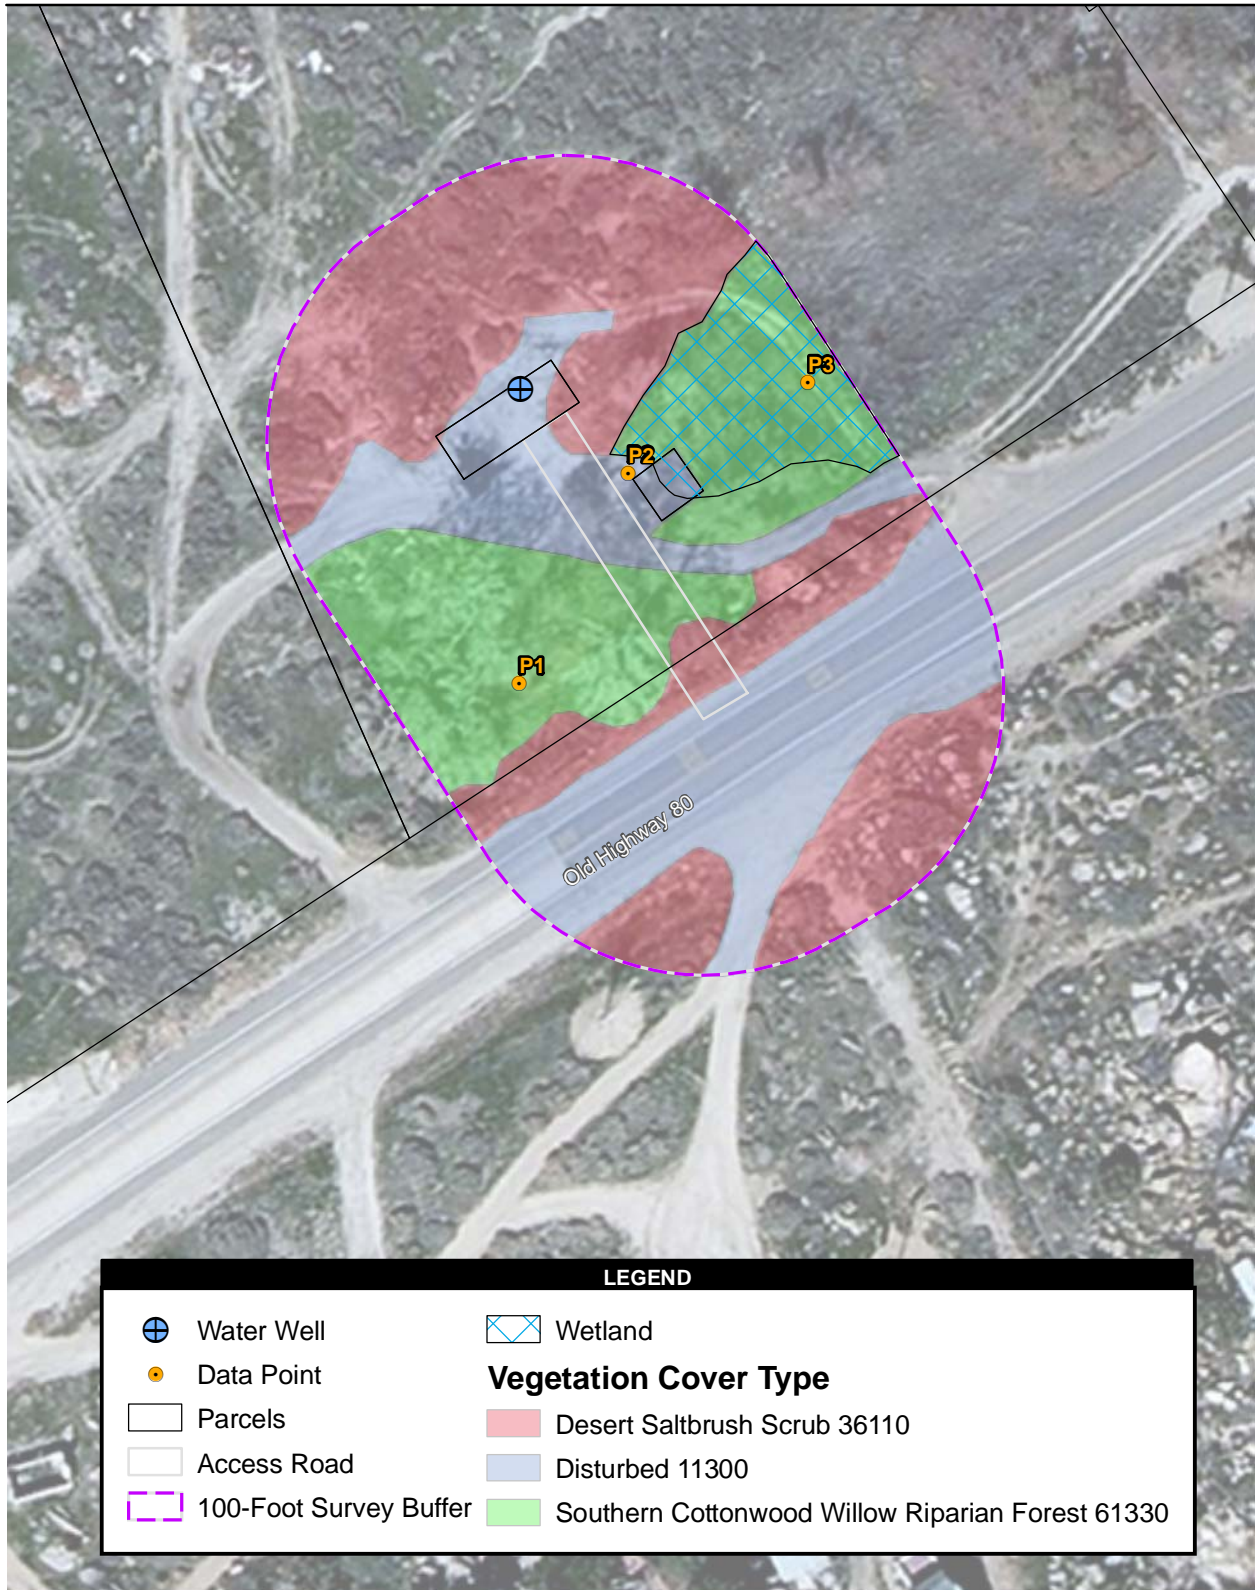 P3
P2
P1
Old Highway 80
LEGEND
Water Well
Data Point
Parcels
Access Road
100-Foot Survey Buffer
Wetland
Vegetation Cover Type
Desert Saltbrush Scrub 36110
Disturbed 11300
Southern Cottonwood Willow Riparian Forest 61330